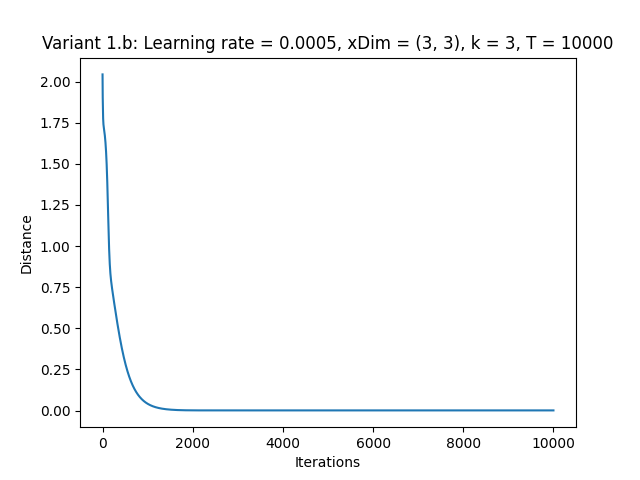 Variant 1.b: Learning rate = 0.0005, xDim = (3, 3), k = 3, T = 10000
2.00
1.75
1.50
1.25
1.00
0.75
0.50
0.25
0.00
Distance
0 2000 4000 6000 8000 10000
Iterations